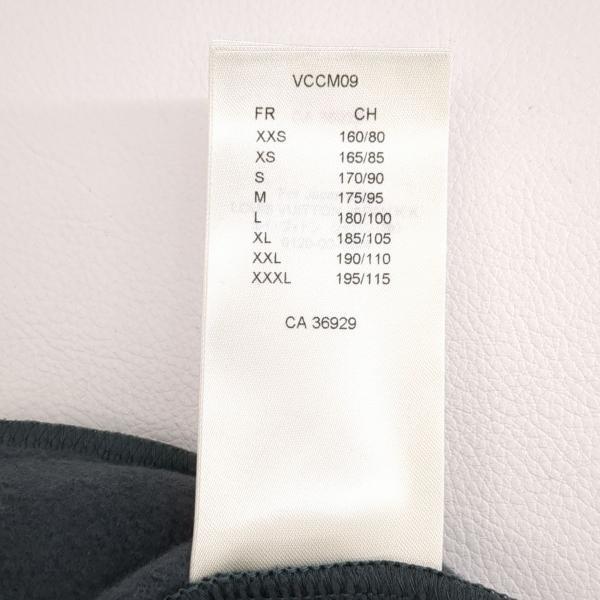 VCCM09
FR CH
XXS 160/80
XS 165/85
S 170/90
M 175/95
L 180/100
XL 185/105
XXL 190/110
XXXL 195/115
CA 36929